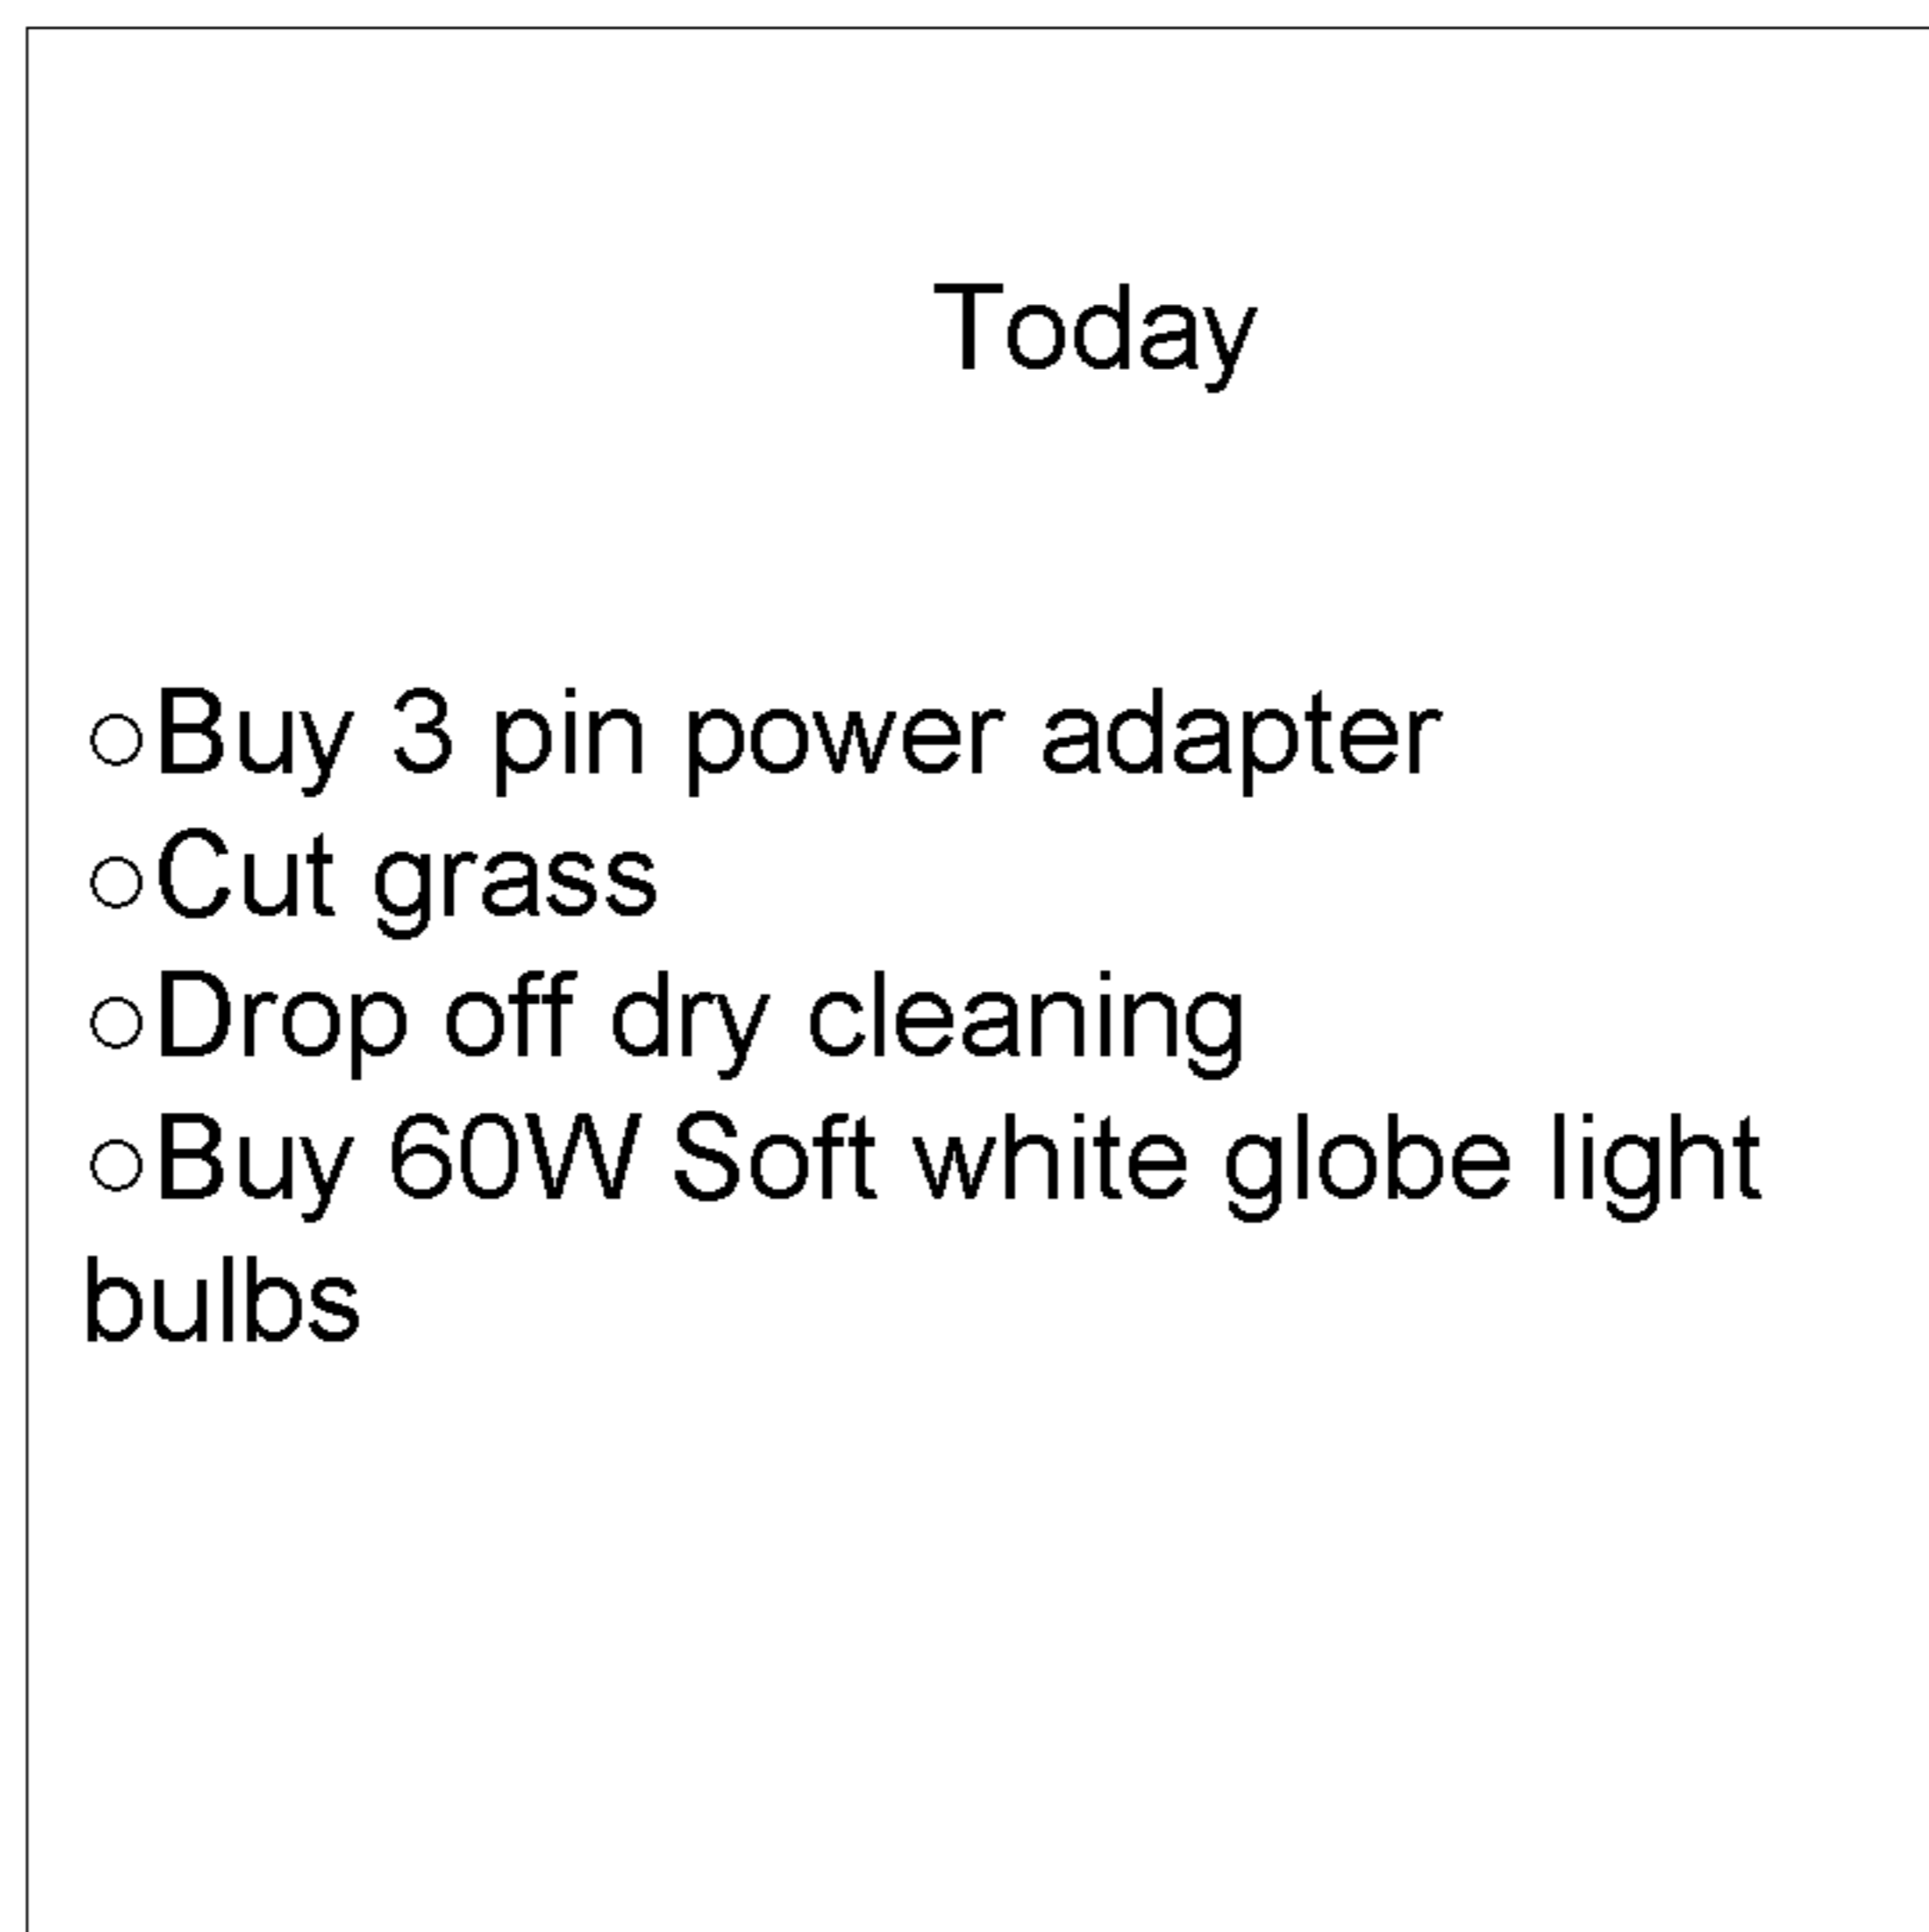 Today
○Buy 3 pin power adapter
○Cut grass
○Drop off dry cleaning
○Buy 60W Soft white globe light
bulbs